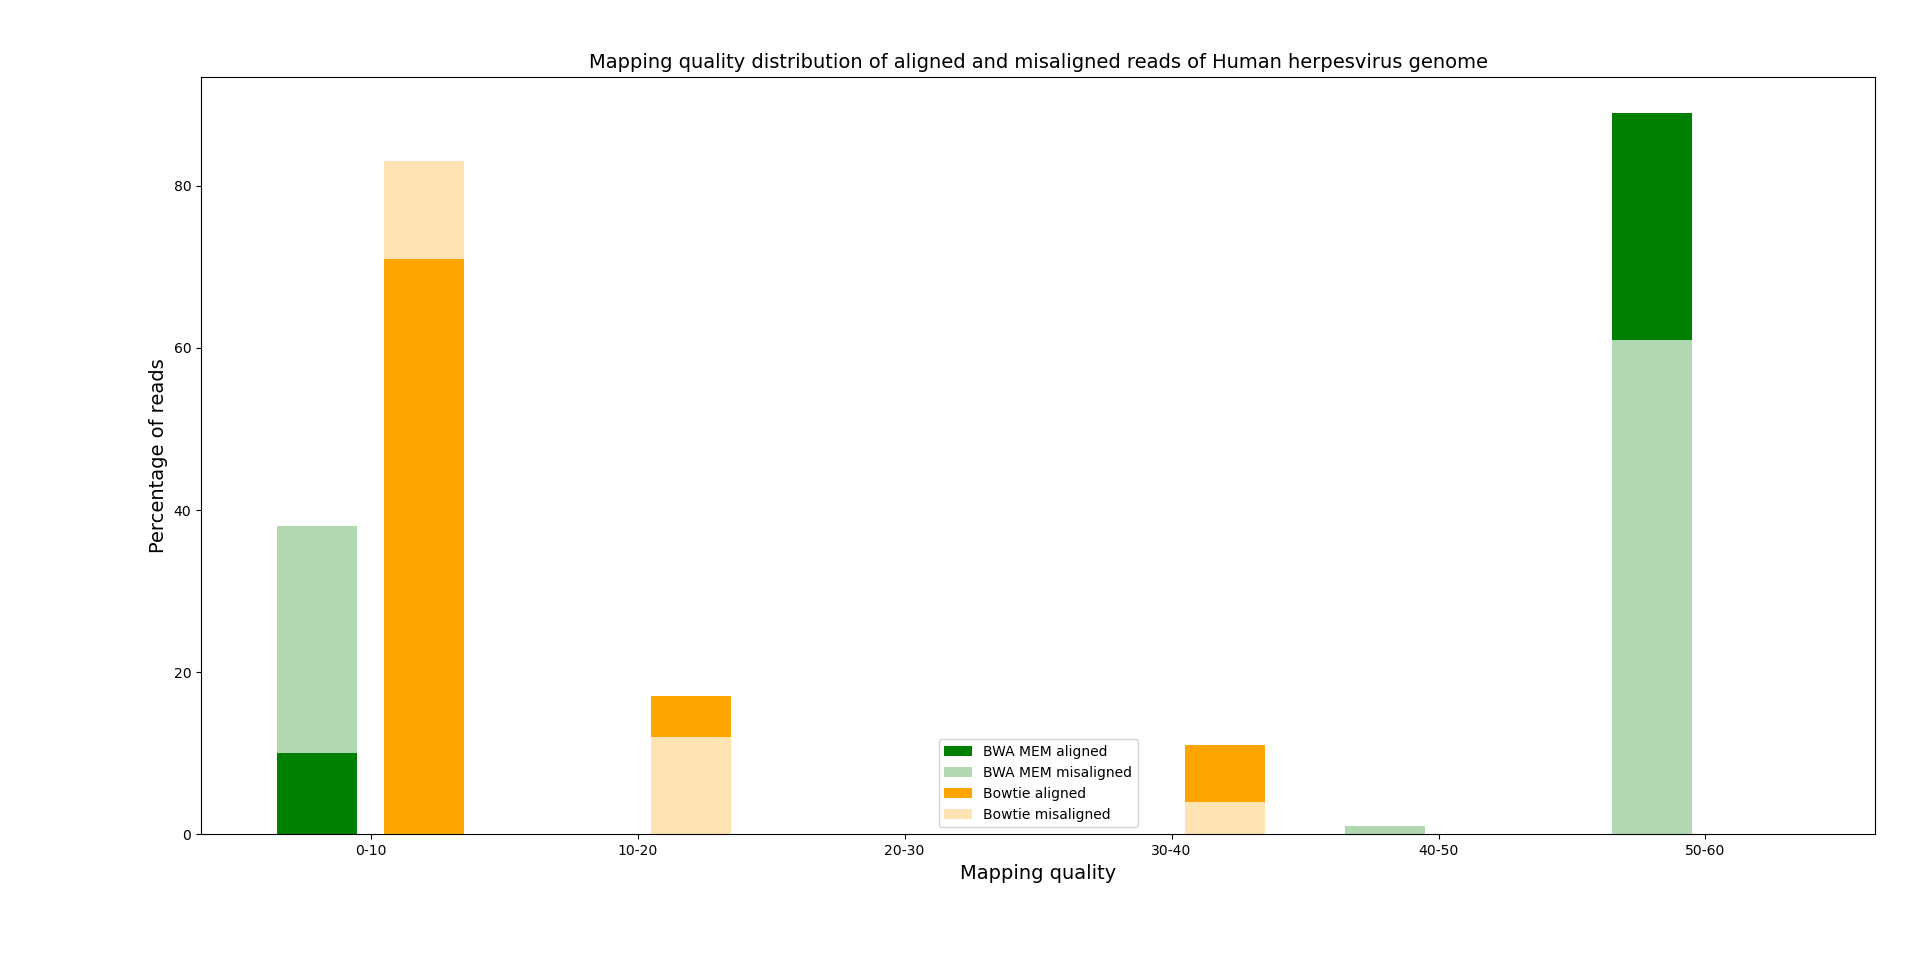 Mapping quality distribution of aligned and misaligned reads of Human herpesvirus genome
Percentage of reads
80
60
40
20
0
BWA MEM aligned
BWA MEM misaligned
Bowtie aligned
Bowtie misaligned
0-10
10-20
20-30
30-40
40-50
50-60
Mapping quality